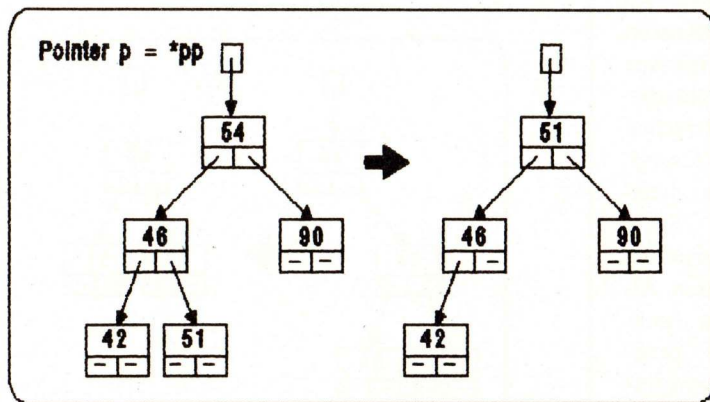 Pointer p = *pp
54 51
46 90 46 90
- - - - -
42 51 42
- - - - - -